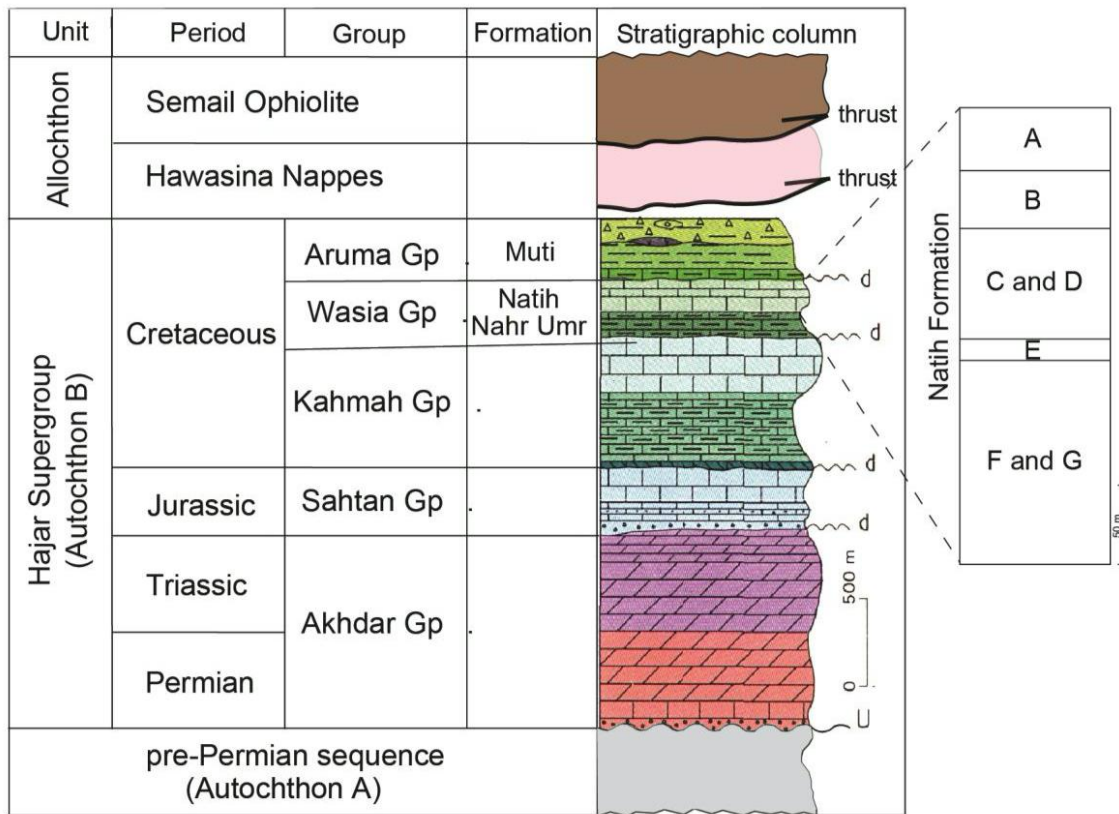 Unit Period Group Formation Stratigraphic column
Allochthon
Semail Ophiolite
thrust
Hawasina Nappes
thrust
Hajar Supergroup
(Autochthon B)
Cretaceous
Aruma Gp
Muti
d
Wasia Gp
Natih
Nahr Umr
d
Kahmah Gp
d
Jurassic
Sahtan Gp
d
Triassic
Akhdar Gp
Permian
500 m
0
U
pre-Permian sequence
(Autochthon A)
Natih Formation
A
B
C and D
E
F and G
50 m